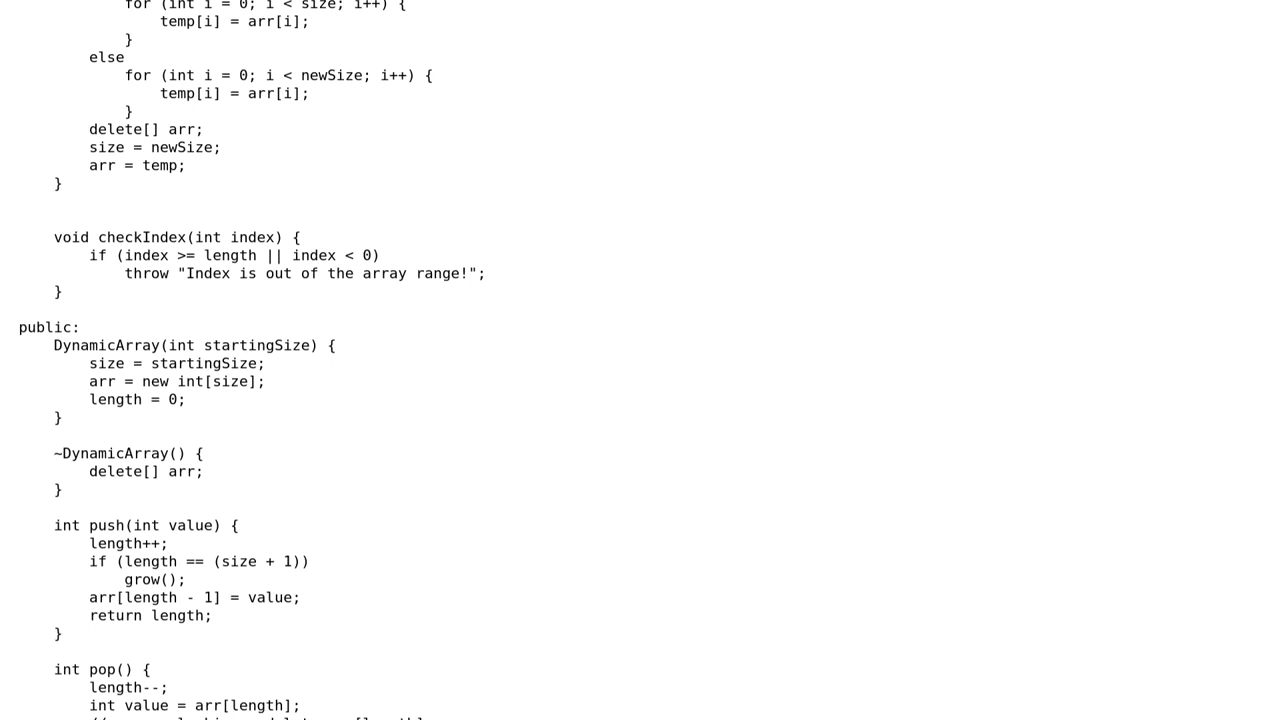 for (int i = 0; i < size; i++) {
temp[i] = arr[i];
}
else
for (int i = 0; i < newSize; i++) {
temp[i] = arr[i];
}
delete[] arr;
size = newSize;
arr = temp;
}
void checkIndex(int index) {
if (index >= length || index < 0)
throw "Index is out of the array range!";
}
public:
DynamicArray(int startingSize) {
size = startingSize;
arr = new int[size];
length = 0;
}
~DynamicArray() {
delete[] arr;
}
int push(int value) {
length++;
if (length == (size + 1))
grow();
arr[length - 1] = value;
return length;
}
int pop() {
length--;
int value = arr[length];